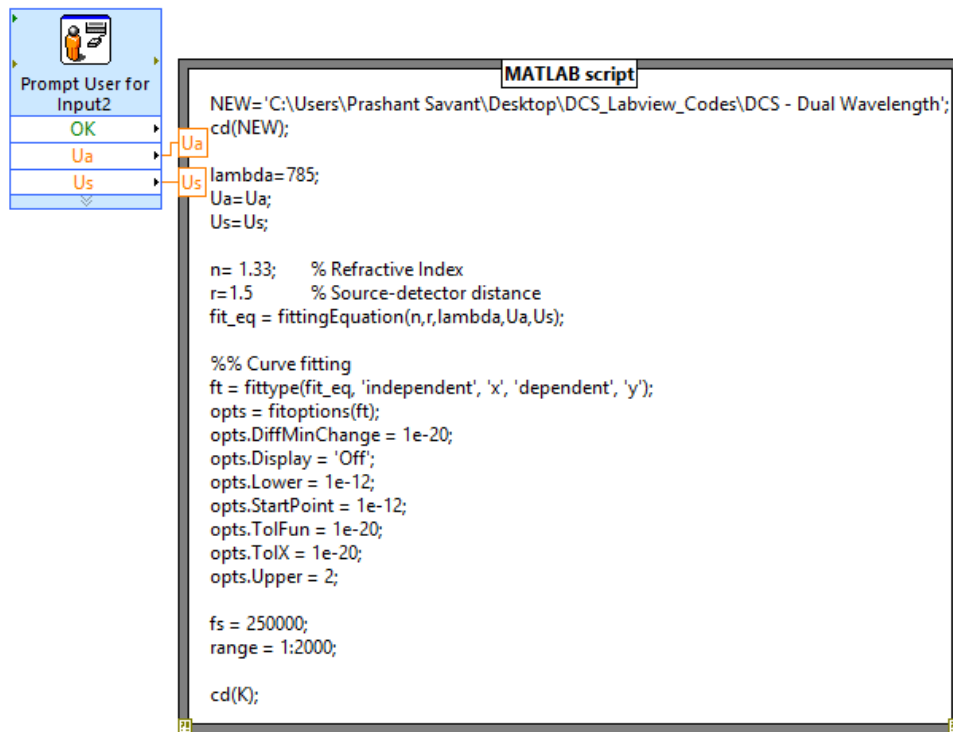 Prompt User for
Input2
OK
Ua
Us
Ua
Us
MATLAB script
NEW='C:\Users\Prashant Savant\Desktop\DCS_Labview_Codes\DCS - Dual Wavelength';
cd(NEW);
lambda=785;
Ua=Ua;
Us=Us;
n= 1.33;      % Refractive Index
r=1.5          % Source-detector distance
fit_eq = fittingEquation(n,r,lambda,Ua,Us);
%% Curve fitting
ft = fittype(fit_eq, 'independent', 'x', 'dependent', 'y');
opts = fitoptions(ft);
opts.DiffMinChange = 1e-20;
opts.Display = 'Off';
opts.Lower = 1e-12;
opts.StartPoint = 1e-12;
opts.TolFun = 1e-20;
opts.TolX = 1e-20;
opts.Upper = 2;
fs = 250000;
range = 1:2000;
cd(K);